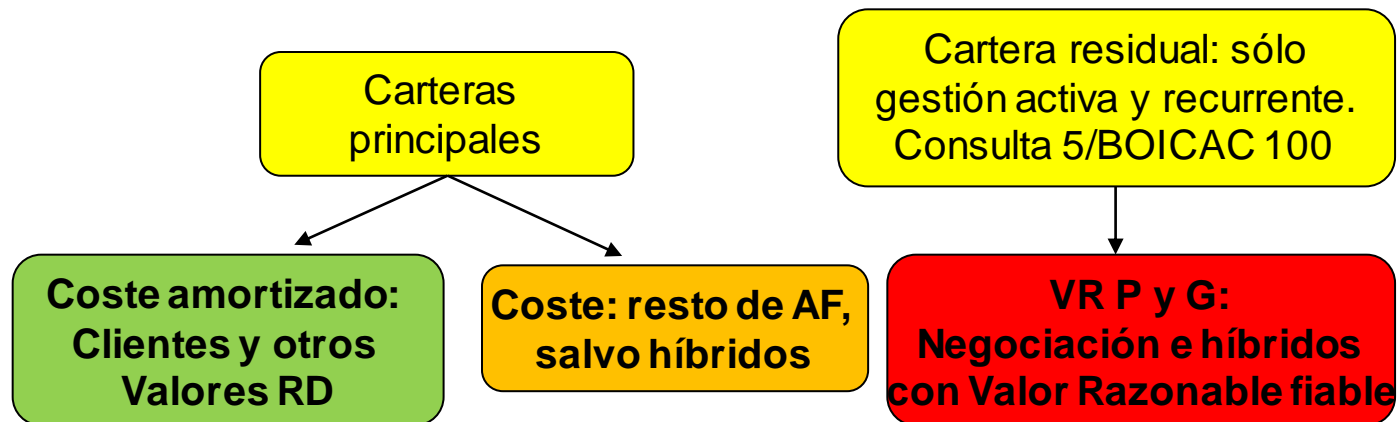 Carteras
principales
Cartera residual: sólo
gestión activa y recurrente.
Consulta 5/BOICAC 100
Coste amortizado:
Clientes y otros
Valores RD
Coste: resto de AF,
salvo híbridos
VR P y G:
Negociación e híbridos
con Valor Razonable fiable